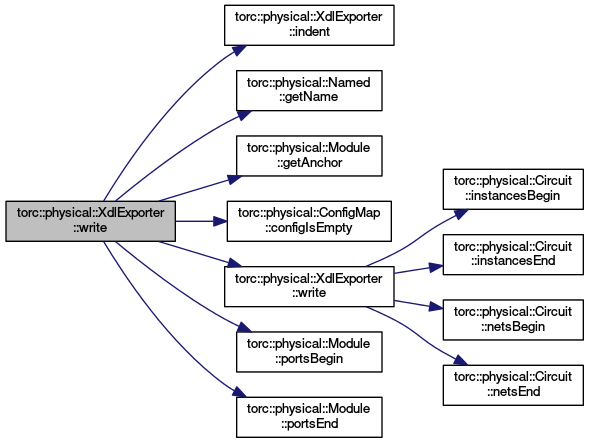 torc::physical::XdlExporter
::indent
torc::physical::Named
::getName
torc::physical::Module
::getAnchor
torc::physical::XdlExporter
::write
torc::physical::ConfigMap
::configIsEmpty
torc::physical::XdlExporter
::write
torc::physical::Module
::portsBegin
torc::physical::Module
::portsEnd
torc::physical::Circuit
::instancesBegin
torc::physical::Circuit
::instancesEnd
torc::physical::Circuit
::netsBegin
torc::physical::Circuit
::netsEnd